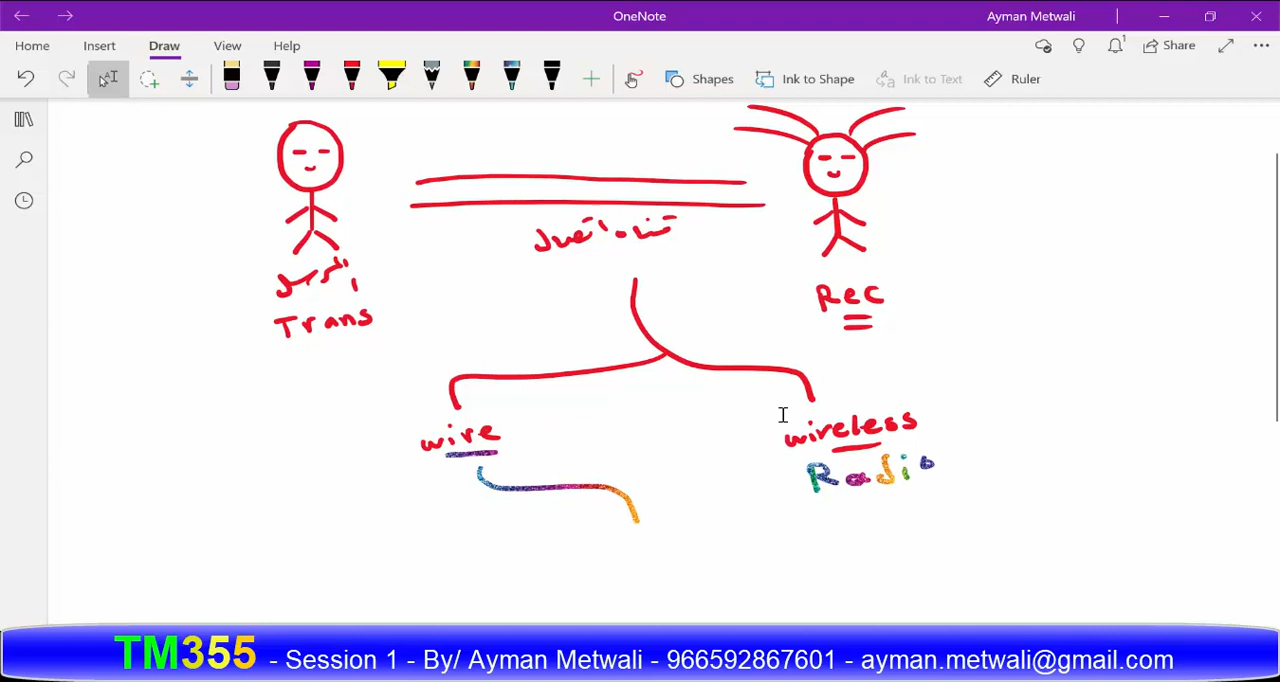 OneNote
Ayman Metwali
Home Insert Draw View Help
1
Share
Shapes
Ink to Shape
Ink to Text
Ruler
Trans
Rec
wire
wireless
Radio
TM355 - Session 1 - By/ Ayman Metwali - 966592867601 - ayman.metwali@gmail.com